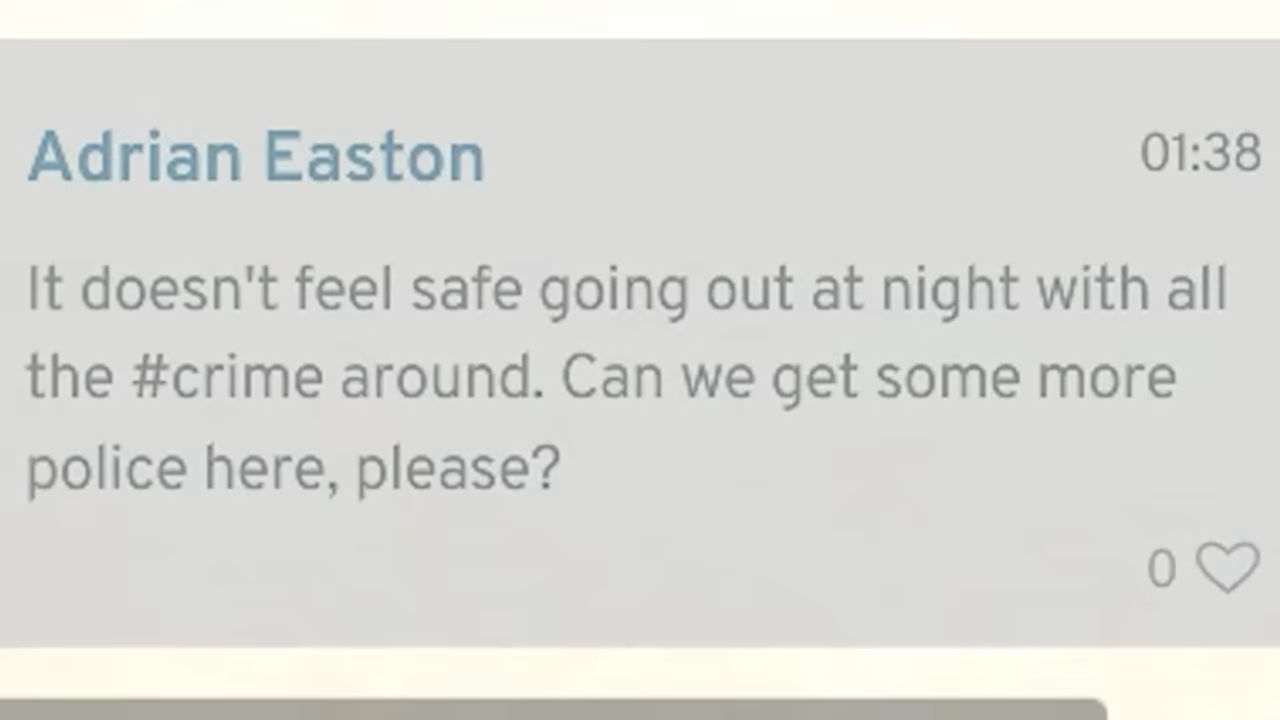 Adrian Easton
01:38
It doesn't feel safe going out at night with all
the #crime around. Can we get some more
police here, please?
0